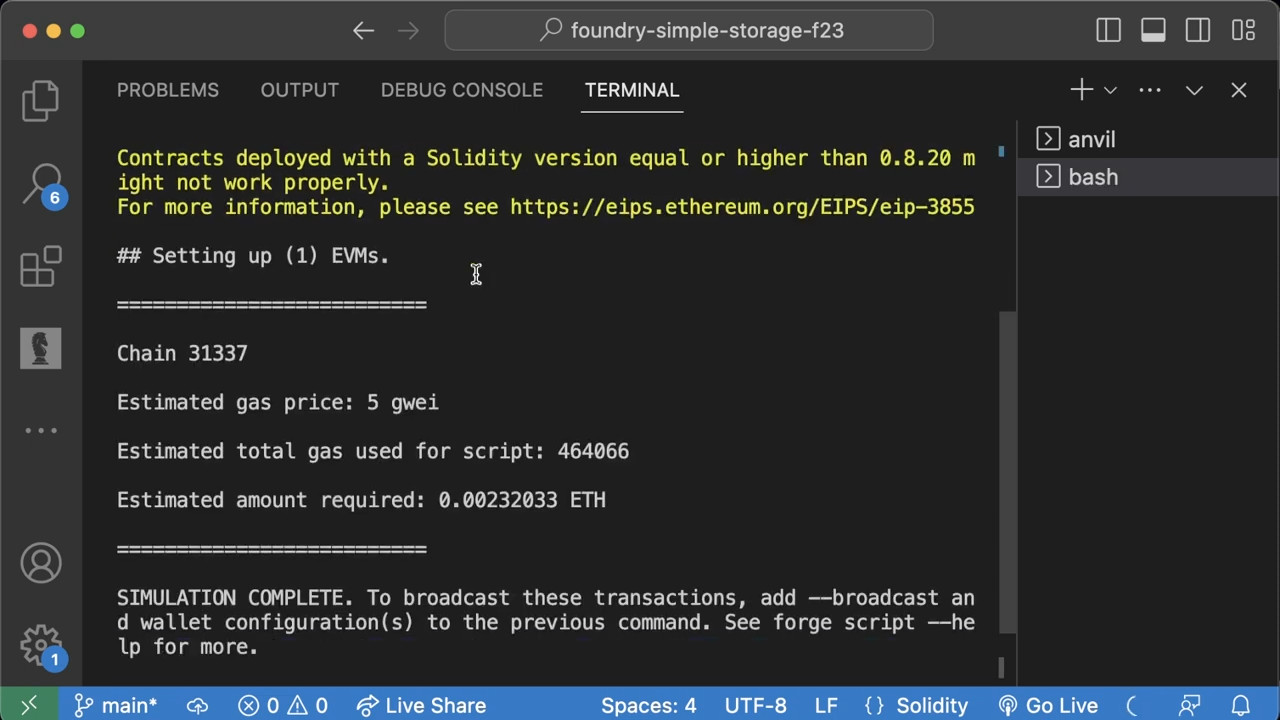 foundry-simple-storage-f23
PROBLEMS OUTPUT DEBUG CONSOLE TERMINAL
anvil
bash
6
Contracts deployed with a Solidity version equal or higher than 0.8.20 m
ight not work properly.
For more information, please see https://eips.ethereum.org/EIPS/eip-3855
## Setting up (1) EVMs.
==========================
Chain 31337
Estimated gas price: 5 gwei
Estimated total gas used for script: 464066
Estimated amount required: 0.00232033 ETH
==========================
SIMULATION COMPLETE. To broadcast these transactions, add --broadcast an
d wallet configuration(s) to the previous command. See forge script --he
lp for more.
1
main* 0 0 Live Share Spaces: 4 UTF-8 LF {} Solidity Go Live